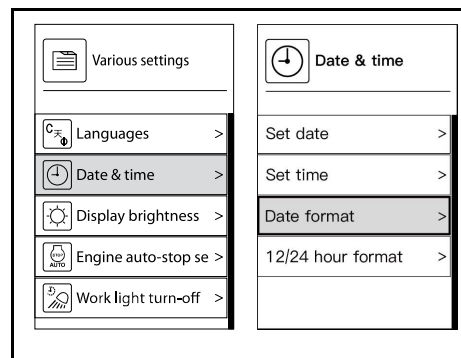 Various settings
Languages >
Date & time >
Display brightness >
Engine auto-stop se >
Work light turn-off >
Date & time
Set date >
Set time >
Date format >
12/24 hour format >